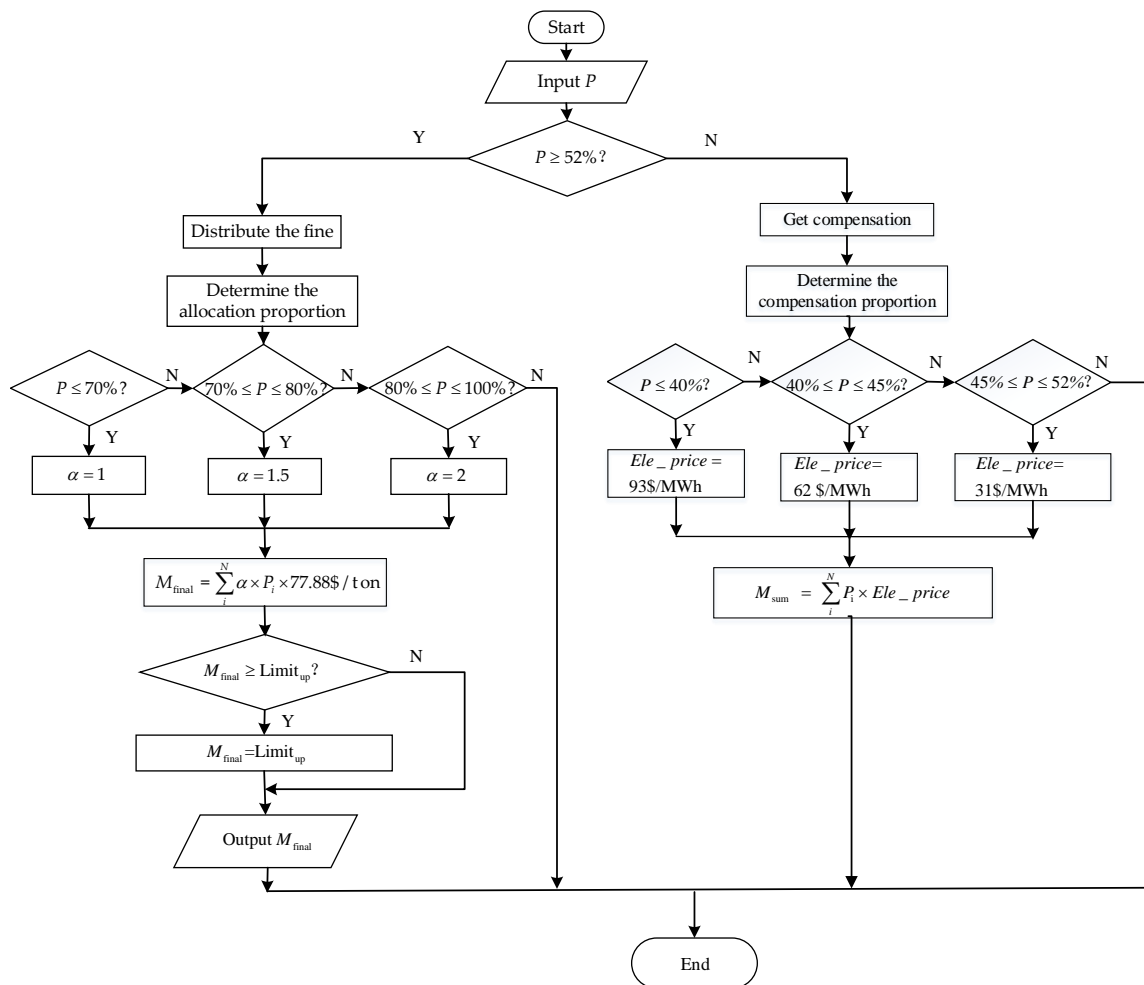 Start
Input P
P ≥ 52%?
Y
N
Distribute the fine
Determine the
allocation proportion
P ≤ 70%?
N
70% ≤ P ≤ 80%?
N
80% ≤ P ≤ 100%?
N
Y
Y
Y
α = 1
α = 1.5
α = 2
M_final = ∑_i^N α × P_i × 77.88$ / ton
M_final ≥ Limit_up?
N
Y
M_final=Limit_up
Output M_final
Get compensation
Determine the
compensation proportion
P ≤ 40%?
N
40% ≤ P ≤ 45%?
N
45% ≤ P ≤ 52%?
N
Y
Y
Y
Ele_price =
93$/MWh
Ele_price=
62 $/MWh
Ele_price=
31$/MWh
M_sum = ∑_i^N P_i × Ele_price
End